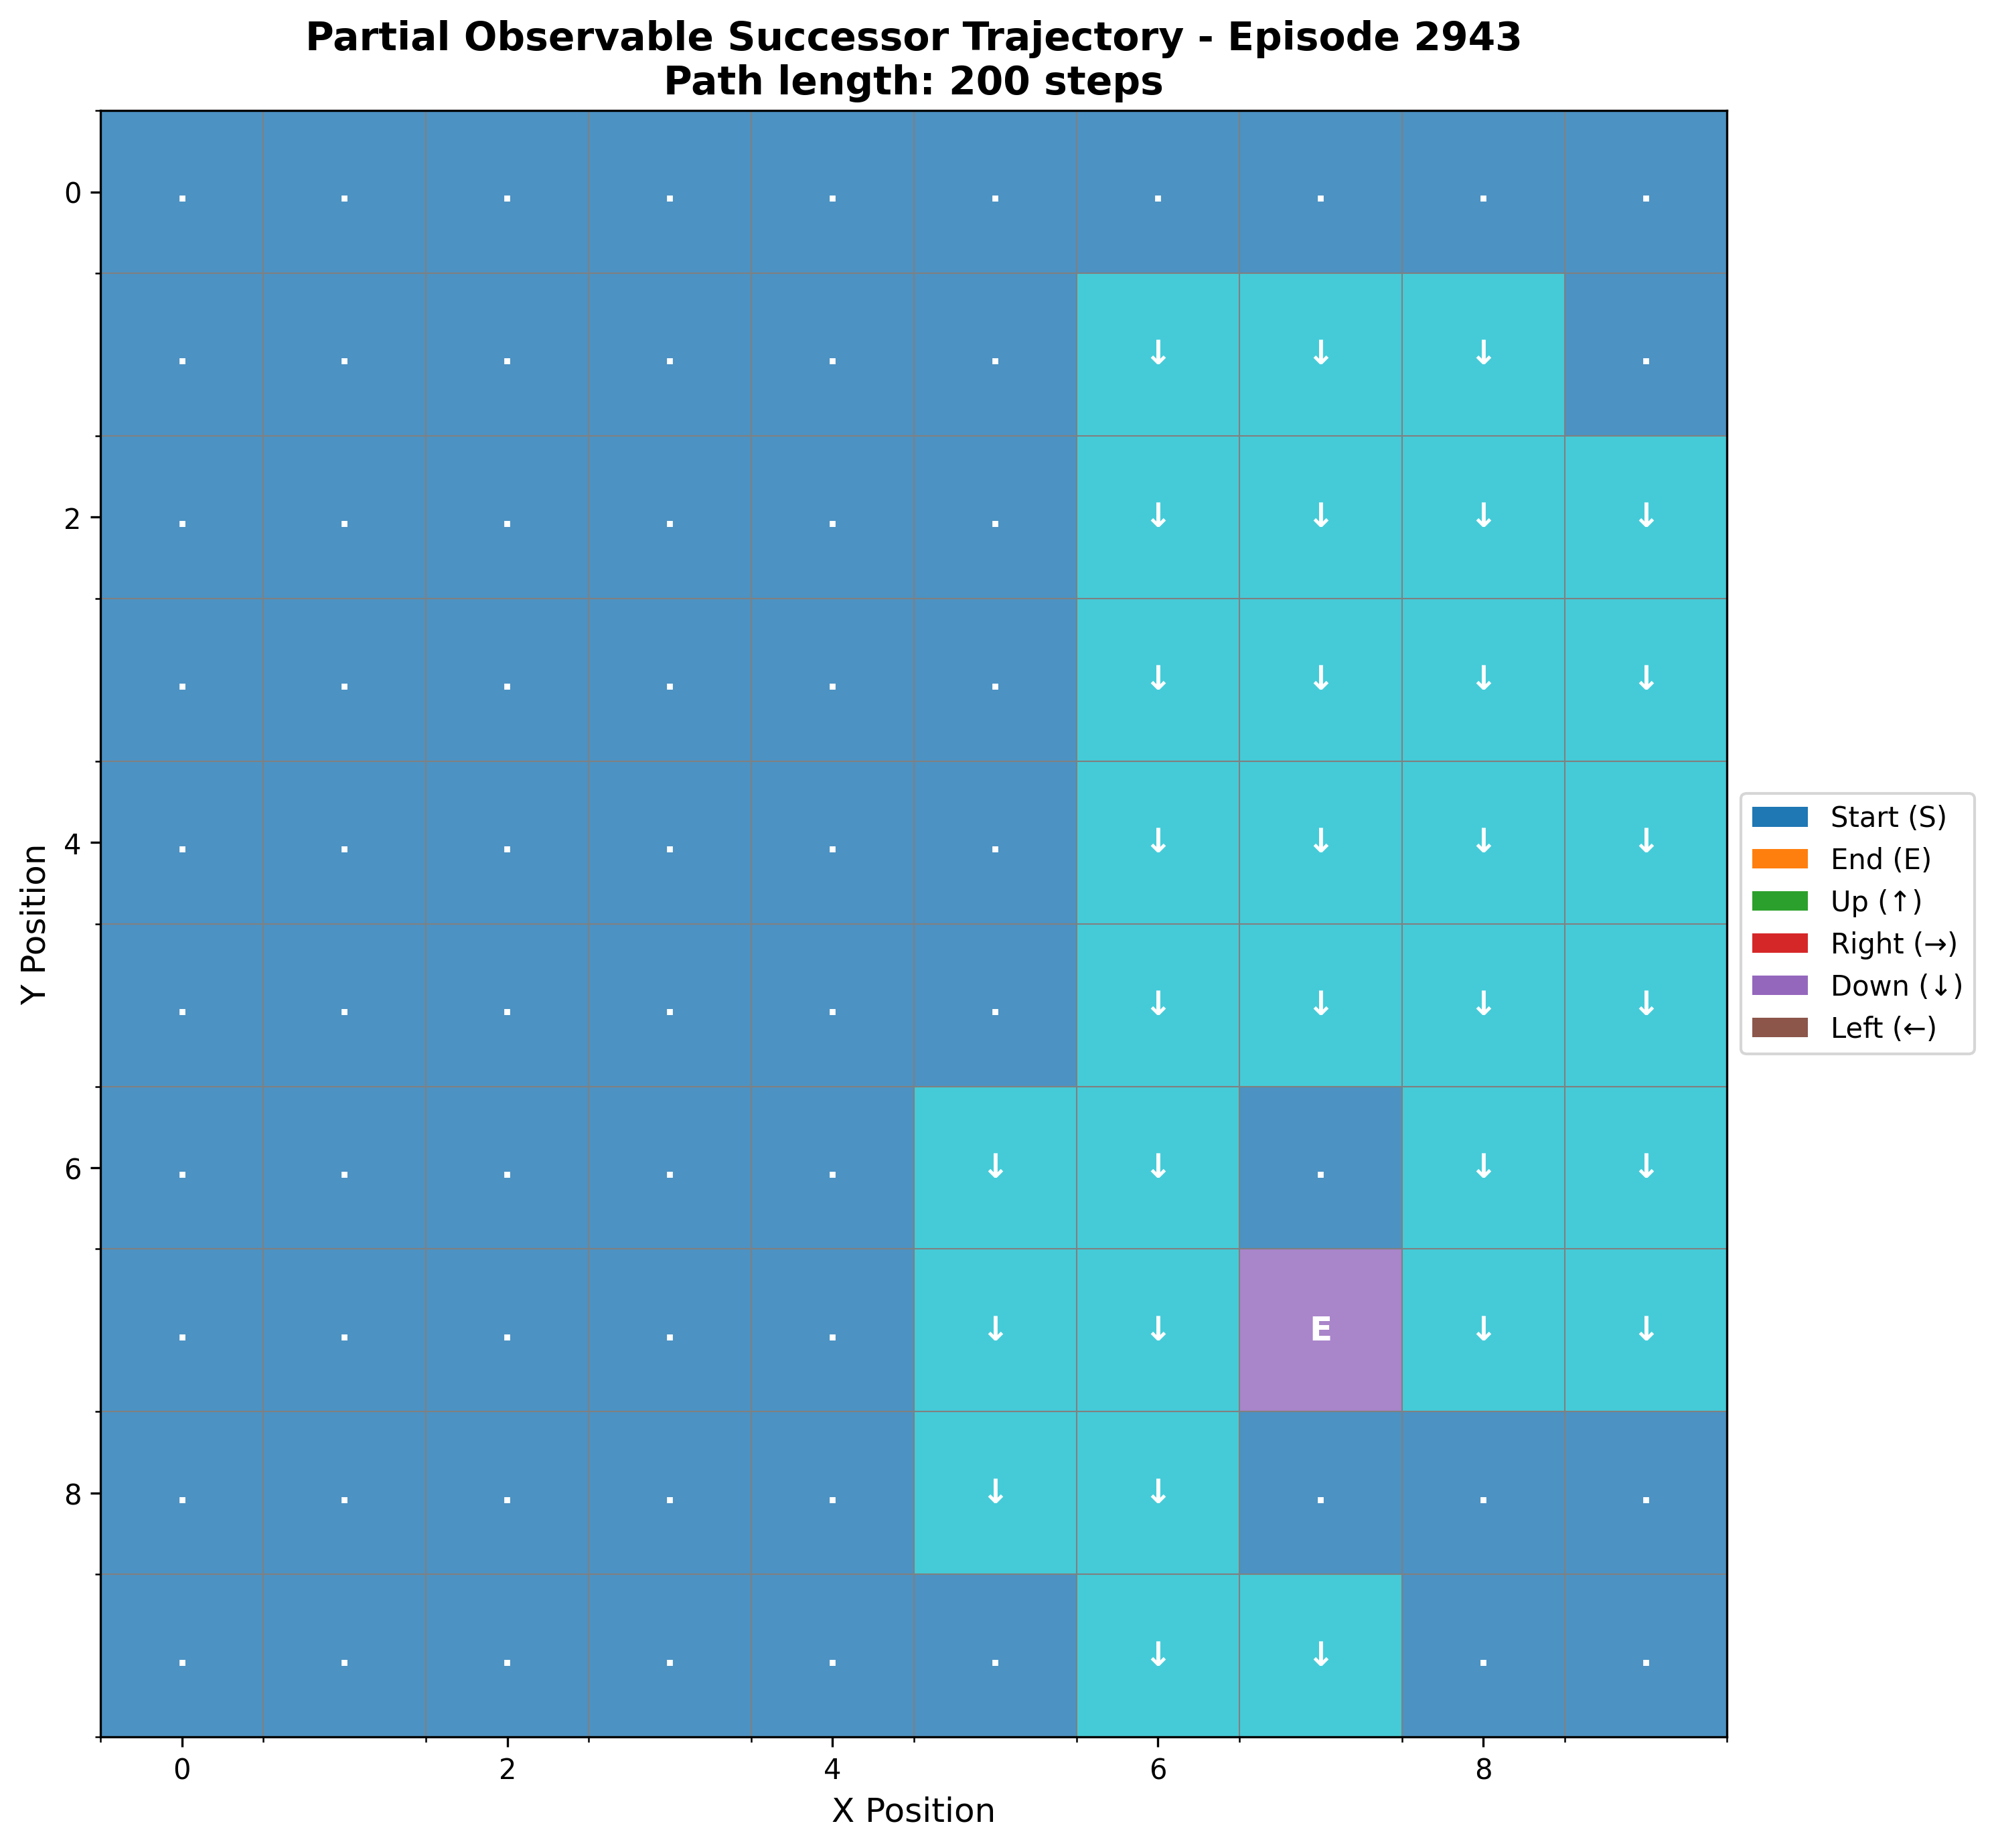 Partial Observable Successor Trajectory - Episode 2943
Path length: 200 steps
0 . . . . . . . . . .
. . . . . . ↓ ↓ ↓ .
2 . . . . . . ↓ ↓ ↓ ↓
. . . . . . ↓ ↓ ↓ ↓
4 . . . . . . ↓ ↓ ↓ ↓
. . . . . . ↓ ↓ ↓ ↓
6 . . . . . ↓ ↓ . ↓ ↓
. . . . . ↓ ↓ E ↓ ↓
8 . . . . . ↓ ↓ . . .
. . . . . . ↓ ↓ . .
0 2 4 6 8
X Position
Y Position
Start (S)
End (E)
Up (↑)
Right (→)
Down (↓)
Left (←)